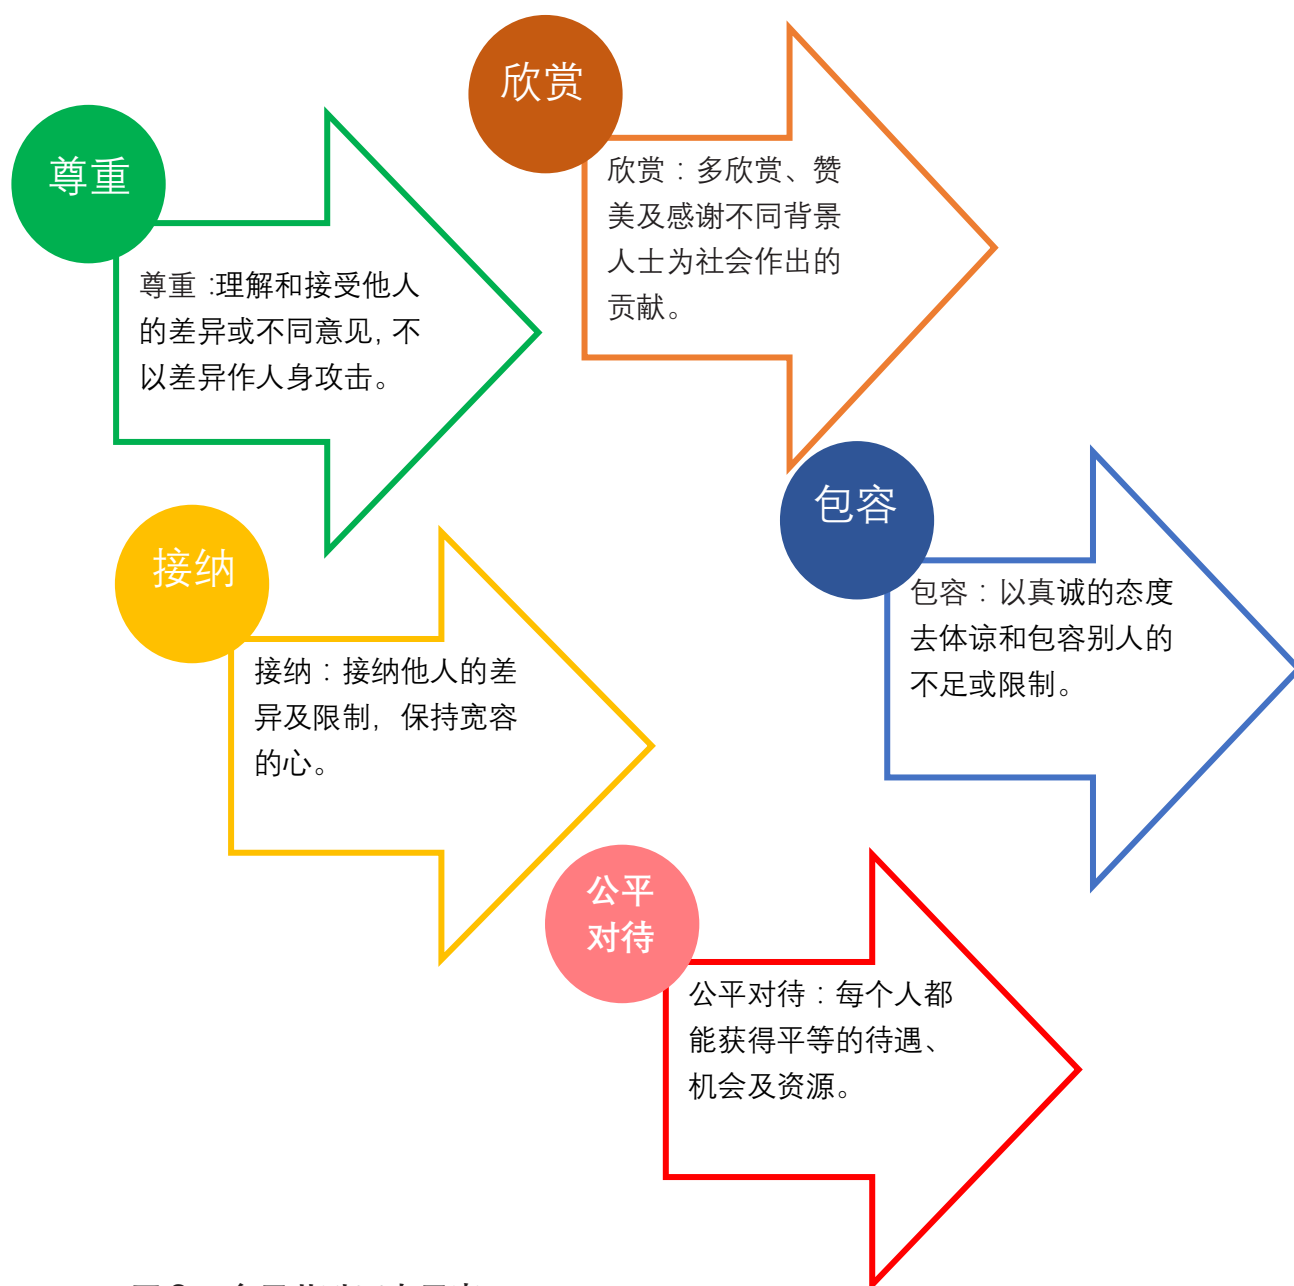 欣赏
欣赏：多欣赏、赞
美及感谢不同背景
人士为社会作出的
贡献。
尊重
尊重：理解和接受他人
的差异或不同意见, 不
以差异作人身攻击。
包容
包容：以真诚的态度
去体谅和包容别人的
不足或限制。
接纳
接纳：接纳他人的差
异及限制，保持宽容
的心。
公平
对待
公平对待：每个人都
能获得平等的待遇、
机会及资源。